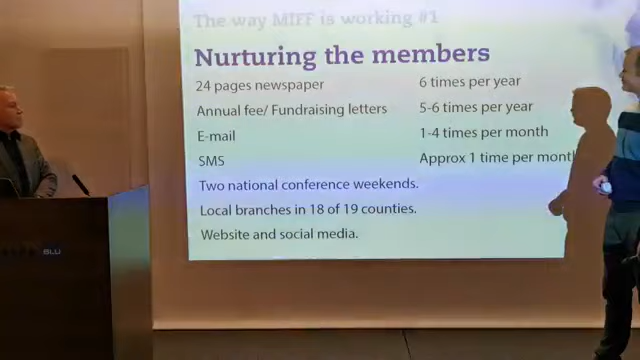 The way MIFF is working #1
Nurturing the members
24 pages newspaper 6 times per year
Annual fee/ Fundraising letters 5-6 times per year
E-mail 1-4 times per month
SMS Approx 1 time per month
Two national conference weekends.
Local branches in 18 of 19 counties.
Website and social media.
BLU